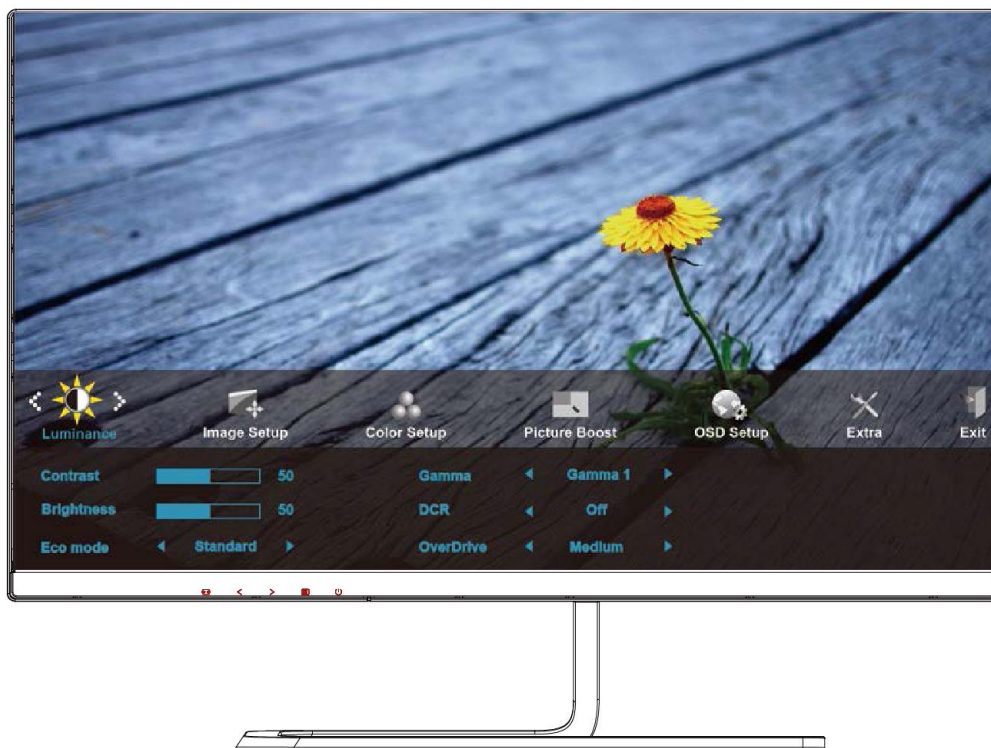 Luminance Image Setup Color Setup Picture Boost OSD Setup Extra Exit
Contrast 50 Gamma Gamma 1
Brightness 50 DCR Off
Eco mode Standard OverDrive Medium